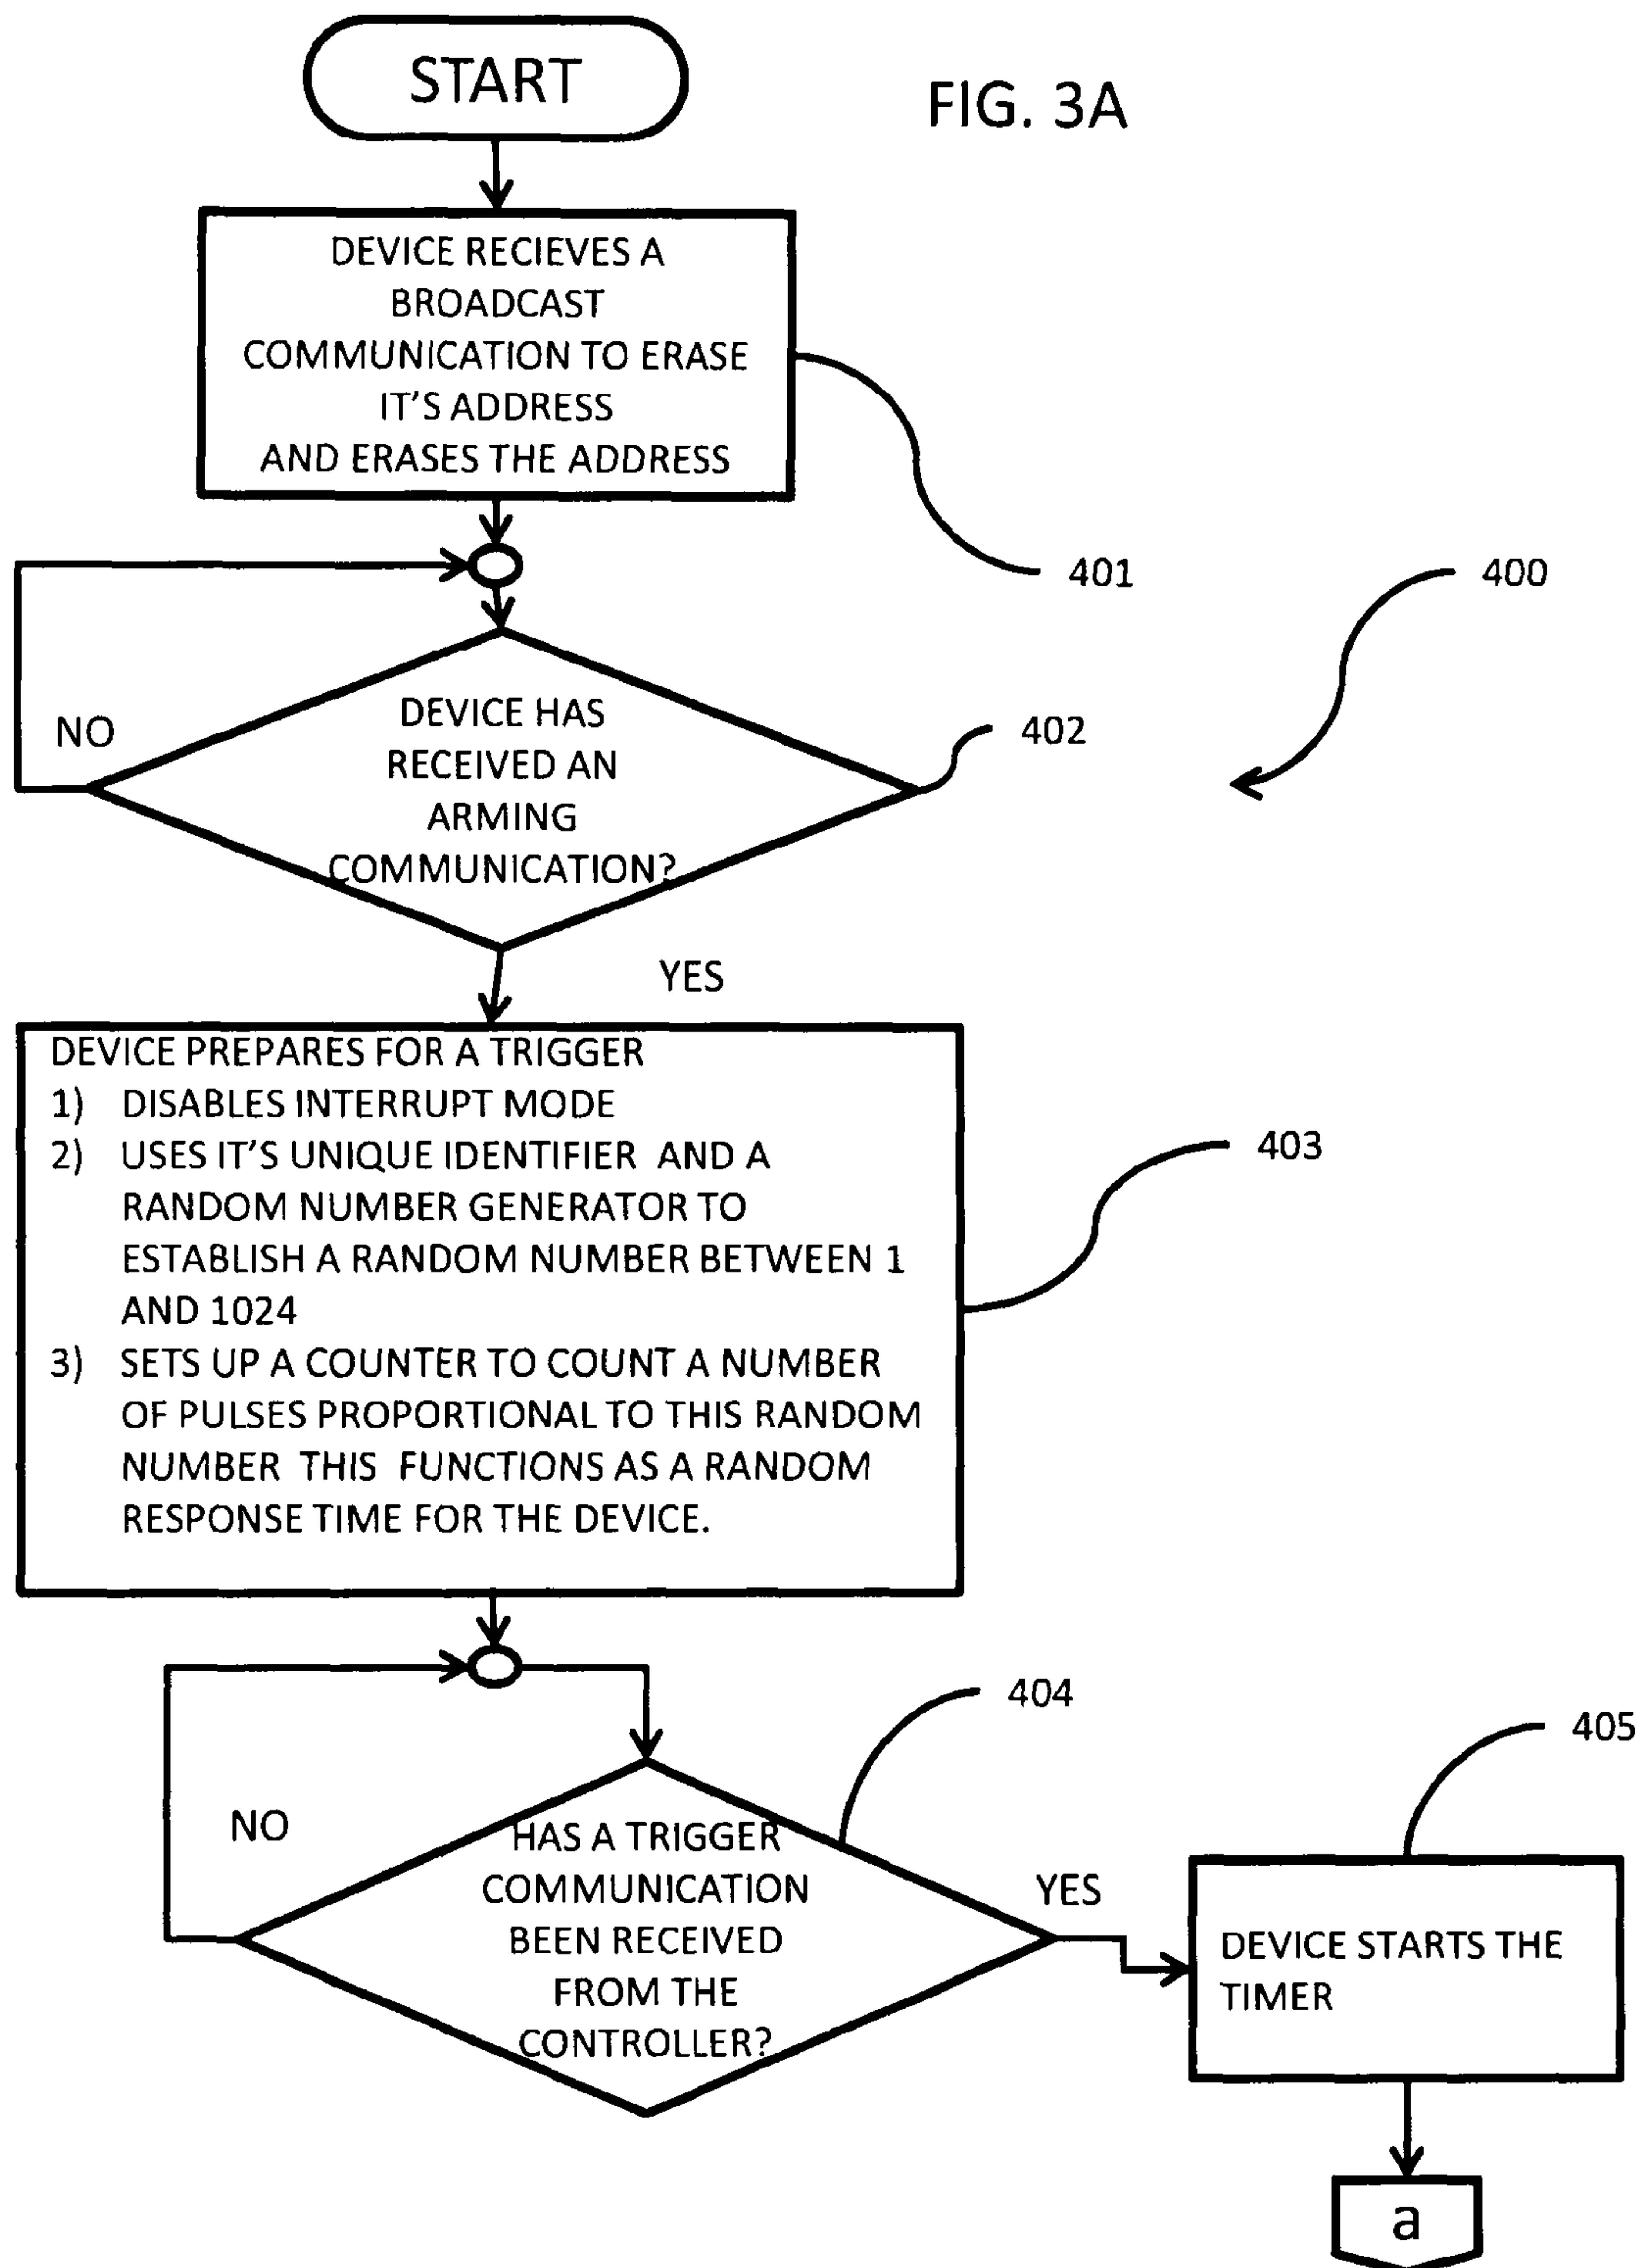 START
FIG. 3A
DEVICE RECIEVES A
BROADCAST
COMMUNICATION TO ERASE
IT'S ADDRESS
AND ERASES THE ADDRESS
401
400
NO
DEVICE HAS
RECEIVED AN
ARMING
COMMUNICATION?
402
YES
DEVICE PREPARES FOR A TRIGGER
1) DISABLES INTERRUPT MODE
2) USES IT'S UNIQUE IDENTIFIER AND A
RANDOM NUMBER GENERATOR TO
ESTABLISH A RANDOM NUMBER BETWEEN 1
AND 1024
3) SETS UP A COUNTER TO COUNT A NUMBER
OF PULSES PROPORTIONAL TO THIS RANDOM
NUMBER THIS FUNCTIONS AS A RANDOM
RESPONSE TIME FOR THE DEVICE.
403
404
405
NO
HAS A TRIGGER
COMMUNICATION
BEEN RECEIVED
FROM THE
CONTROLLER?
YES
DEVICE STARTS THE
TIMER
a